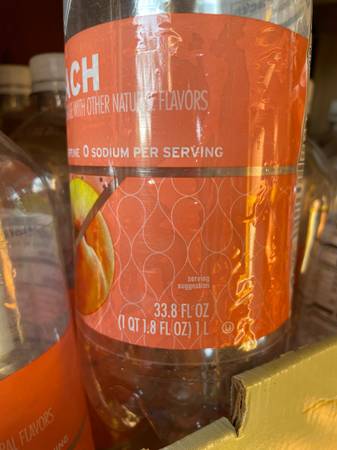 ACH
WITH OTHER NATURAL FLAVORS
0 SODIUM PER SERVING
serving
suggestion
33.8 FL OZ
(1 QT 1.8 FL OZ) 1 L
U
FLAVORS